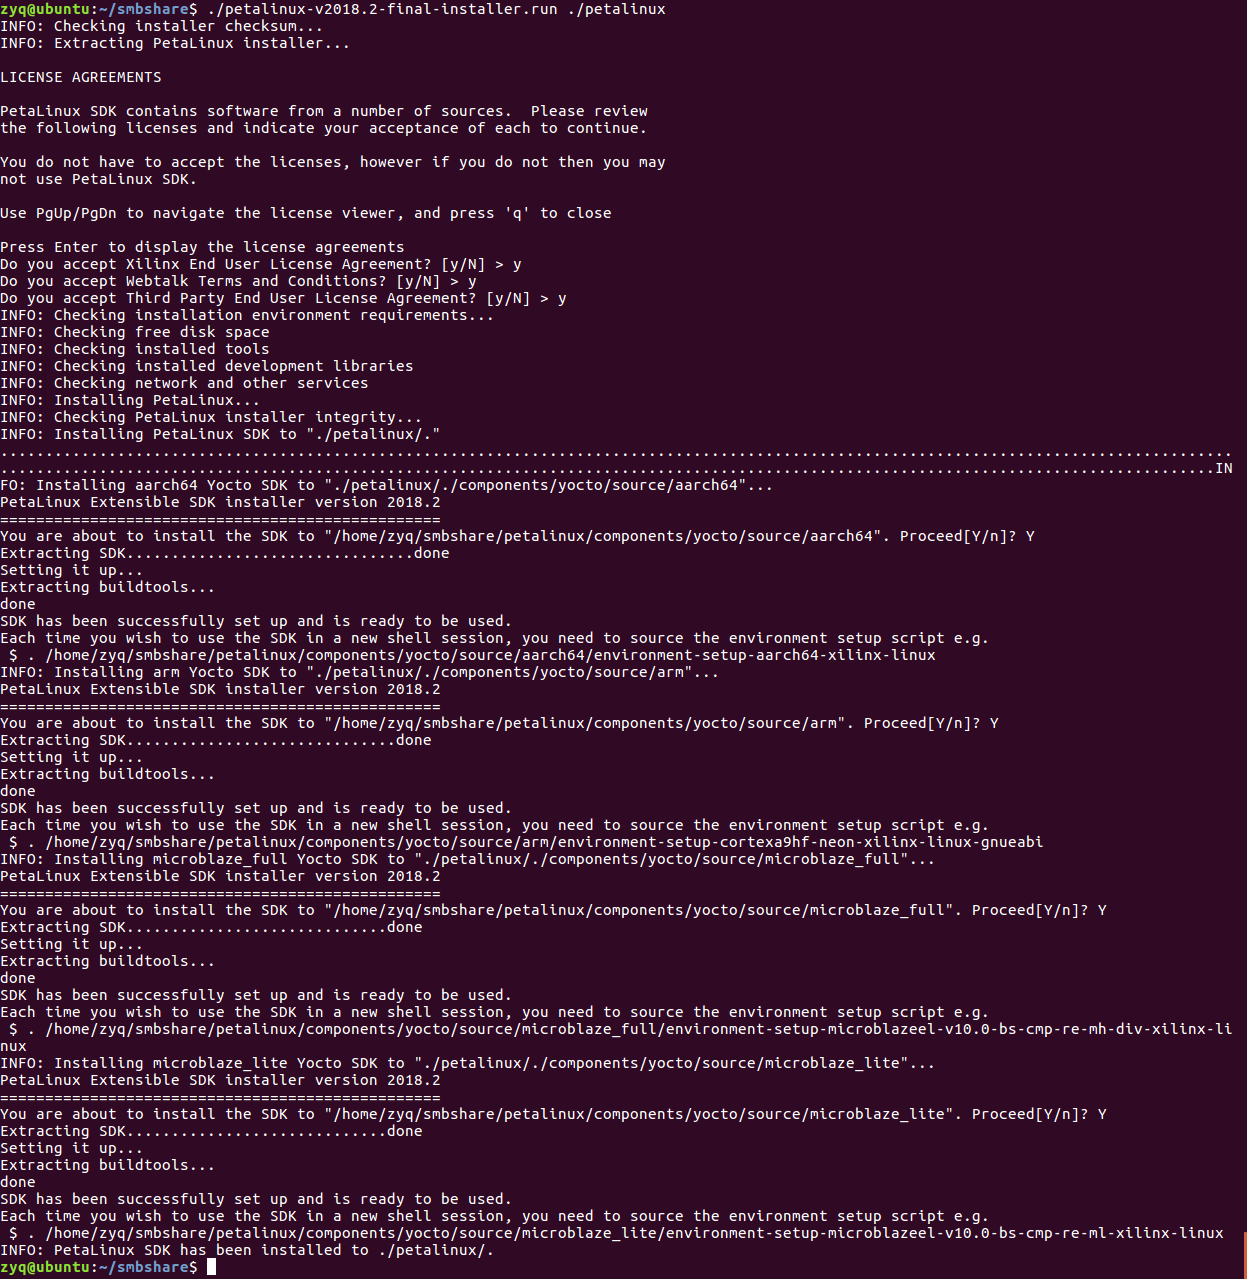 zyq@ubuntu:~/smbshare$ ./petalinux-v2018.2-final-installer.run ./petalinux
INFO: Checking installer checksum...
INFO: Extracting PetaLinux installer...

LICENSE AGREEMENTS

PetaLinux SDK contains software from a number of sources.  Please review
the following licenses and indicate your acceptance of each to continue.

You do not have to accept the licenses, however if you do not then you may
not use PetaLinux SDK.

Use PgUp/PgDn to navigate the license viewer, and press 'q' to close

Press Enter to display the license agreements
Do you accept Xilinx End User License Agreement? [y/N] > y
Do you accept Webtalk Terms and Conditions? [y/N] > y
Do you accept Third Party End User License Agreement? [y/N] > y
INFO: Checking installation environment requirements...
INFO: Checking free disk space
INFO: Checking installed tools
INFO: Checking installed development libraries
INFO: Checking network and other services
INFO: Installing PetaLinux...
INFO: Checking PetaLinux installer integrity...
INFO: Installing PetaLinux SDK to "./petalinux/."
.........................................................................................................................................
.......................................................................................................................................IN
FO: Installing aarch64 Yocto SDK to "./petalinux/./components/yocto/source/aarch64"...
PetaLinux Extensible SDK installer version 2018.2
=================================================
You are about to install the SDK to "/home/zyq/smbshare/petalinux/components/yocto/source/aarch64". Proceed[Y/n]? Y
Extracting SDK................................done
Setting it up...
Extracting buildtools...
done
SDK has been successfully set up and is ready to be used.
Each time you wish to use the SDK in a new shell session, you need to source the environment setup script e.g.
 $ . /home/zyq/smbshare/petalinux/components/yocto/source/aarch64/environment-setup-aarch64-xilinx-linux
INFO: Installing arm Yocto SDK to "./petalinux/./components/yocto/source/arm"...
PetaLinux Extensible SDK installer version 2018.2
=================================================
You are about to install the SDK to "/home/zyq/smbshare/petalinux/components/yocto/source/arm". Proceed[Y/n]? Y
Extracting SDK..............................done
Setting it up...
Extracting buildtools...
done
SDK has been successfully set up and is ready to be used.
Each time you wish to use the SDK in a new shell session, you need to source the environment setup script e.g.
 $ . /home/zyq/smbshare/petalinux/components/yocto/source/arm/environment-setup-cortexa9hf-neon-xilinx-linux-gnueabi
INFO: Installing microblaze_full Yocto SDK to "./petalinux/./components/yocto/source/microblaze_full"...
PetaLinux Extensible SDK installer version 2018.2
=================================================
You are about to install the SDK to "/home/zyq/smbshare/petalinux/components/yocto/source/microblaze_full". Proceed[Y/n]? Y
Extracting SDK.............................done
Setting it up...
Extracting buildtools...
done
SDK has been successfully set up and is ready to be used.
Each time you wish to use the SDK in a new shell session, you need to source the environment setup script e.g.
 $ . /home/zyq/smbshare/petalinux/components/yocto/source/microblaze_full/environment-setup-microblazeel-v10.0-bs-cmp-re-mh-div-xilinx-li
nux
INFO: Installing microblaze_lite Yocto SDK to "./petalinux/./components/yocto/source/microblaze_lite"...
PetaLinux Extensible SDK installer version 2018.2
=================================================
You are about to install the SDK to "/home/zyq/smbshare/petalinux/components/yocto/source/microblaze_lite". Proceed[Y/n]? Y
Extracting SDK.............................done
Setting it up...
Extracting buildtools...
done
SDK has been successfully set up and is ready to be used.
Each time you wish to use the SDK in a new shell session, you need to source the environment setup script e.g.
 $ . /home/zyq/smbshare/petalinux/components/yocto/source/microblaze_lite/environment-setup-microblazeel-v10.0-bs-cmp-re-ml-xilinx-linux
INFO: PetaLinux SDK has been installed to ./petalinux/.
zyq@ubuntu:~/smbshare$